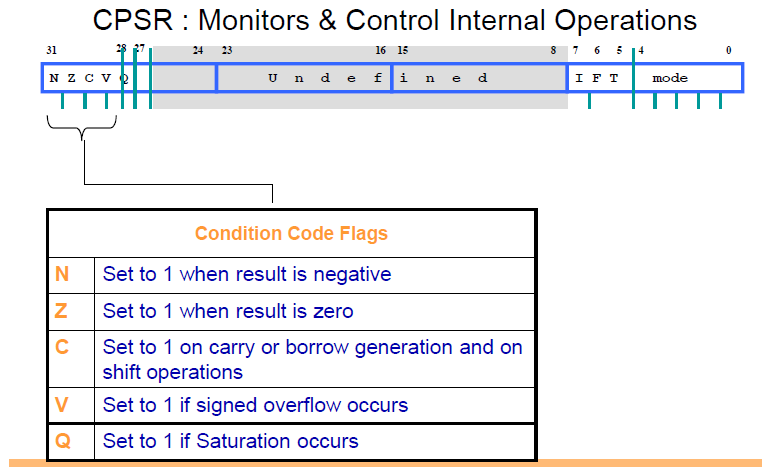 CPSR : Monitors & Control Internal Operations
31 28 27 24 23 16 15 8 7 6 5 4 0
N Z C V Q U n d e f i n e d I F T mode
Condition Code Flags
N Set to 1 when result is negative
Z Set to 1 when result is zero
C Set to 1 on carry or borrow generation and on
shift operations
V Set to 1 if signed overflow occurs
Q Set to 1 if Saturation occurs